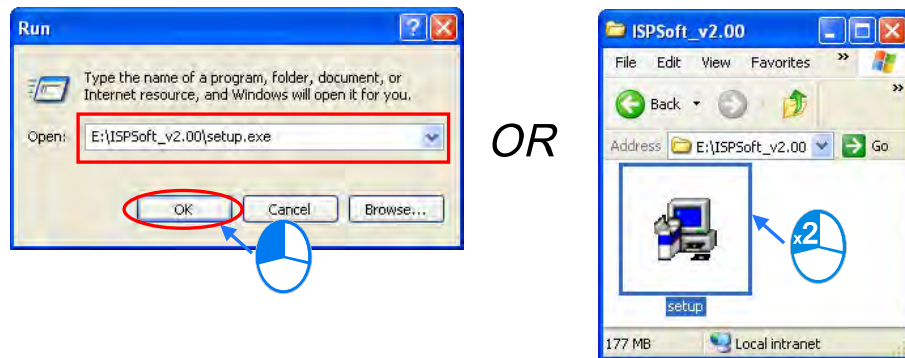 Run
Type the name of a program, folder, document, or
Internet resource, and Windows will open it for you.
Open: E:\ISPSoft_v2.00\setup.exe
OK Cancel Browse...
OR
ISPSoft_v2.00
File Edit View Favorites »
Back »
Address E:\ISPSoft_v2.00 Go
x2
setup
177 MB Local intranet